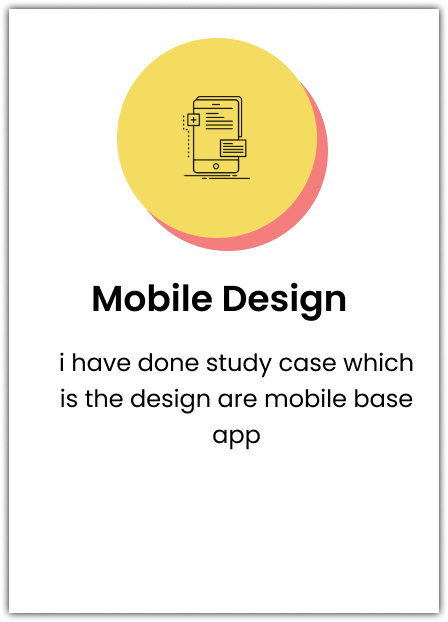 Mobile Design
i have done study case which
is the design are mobile base
app